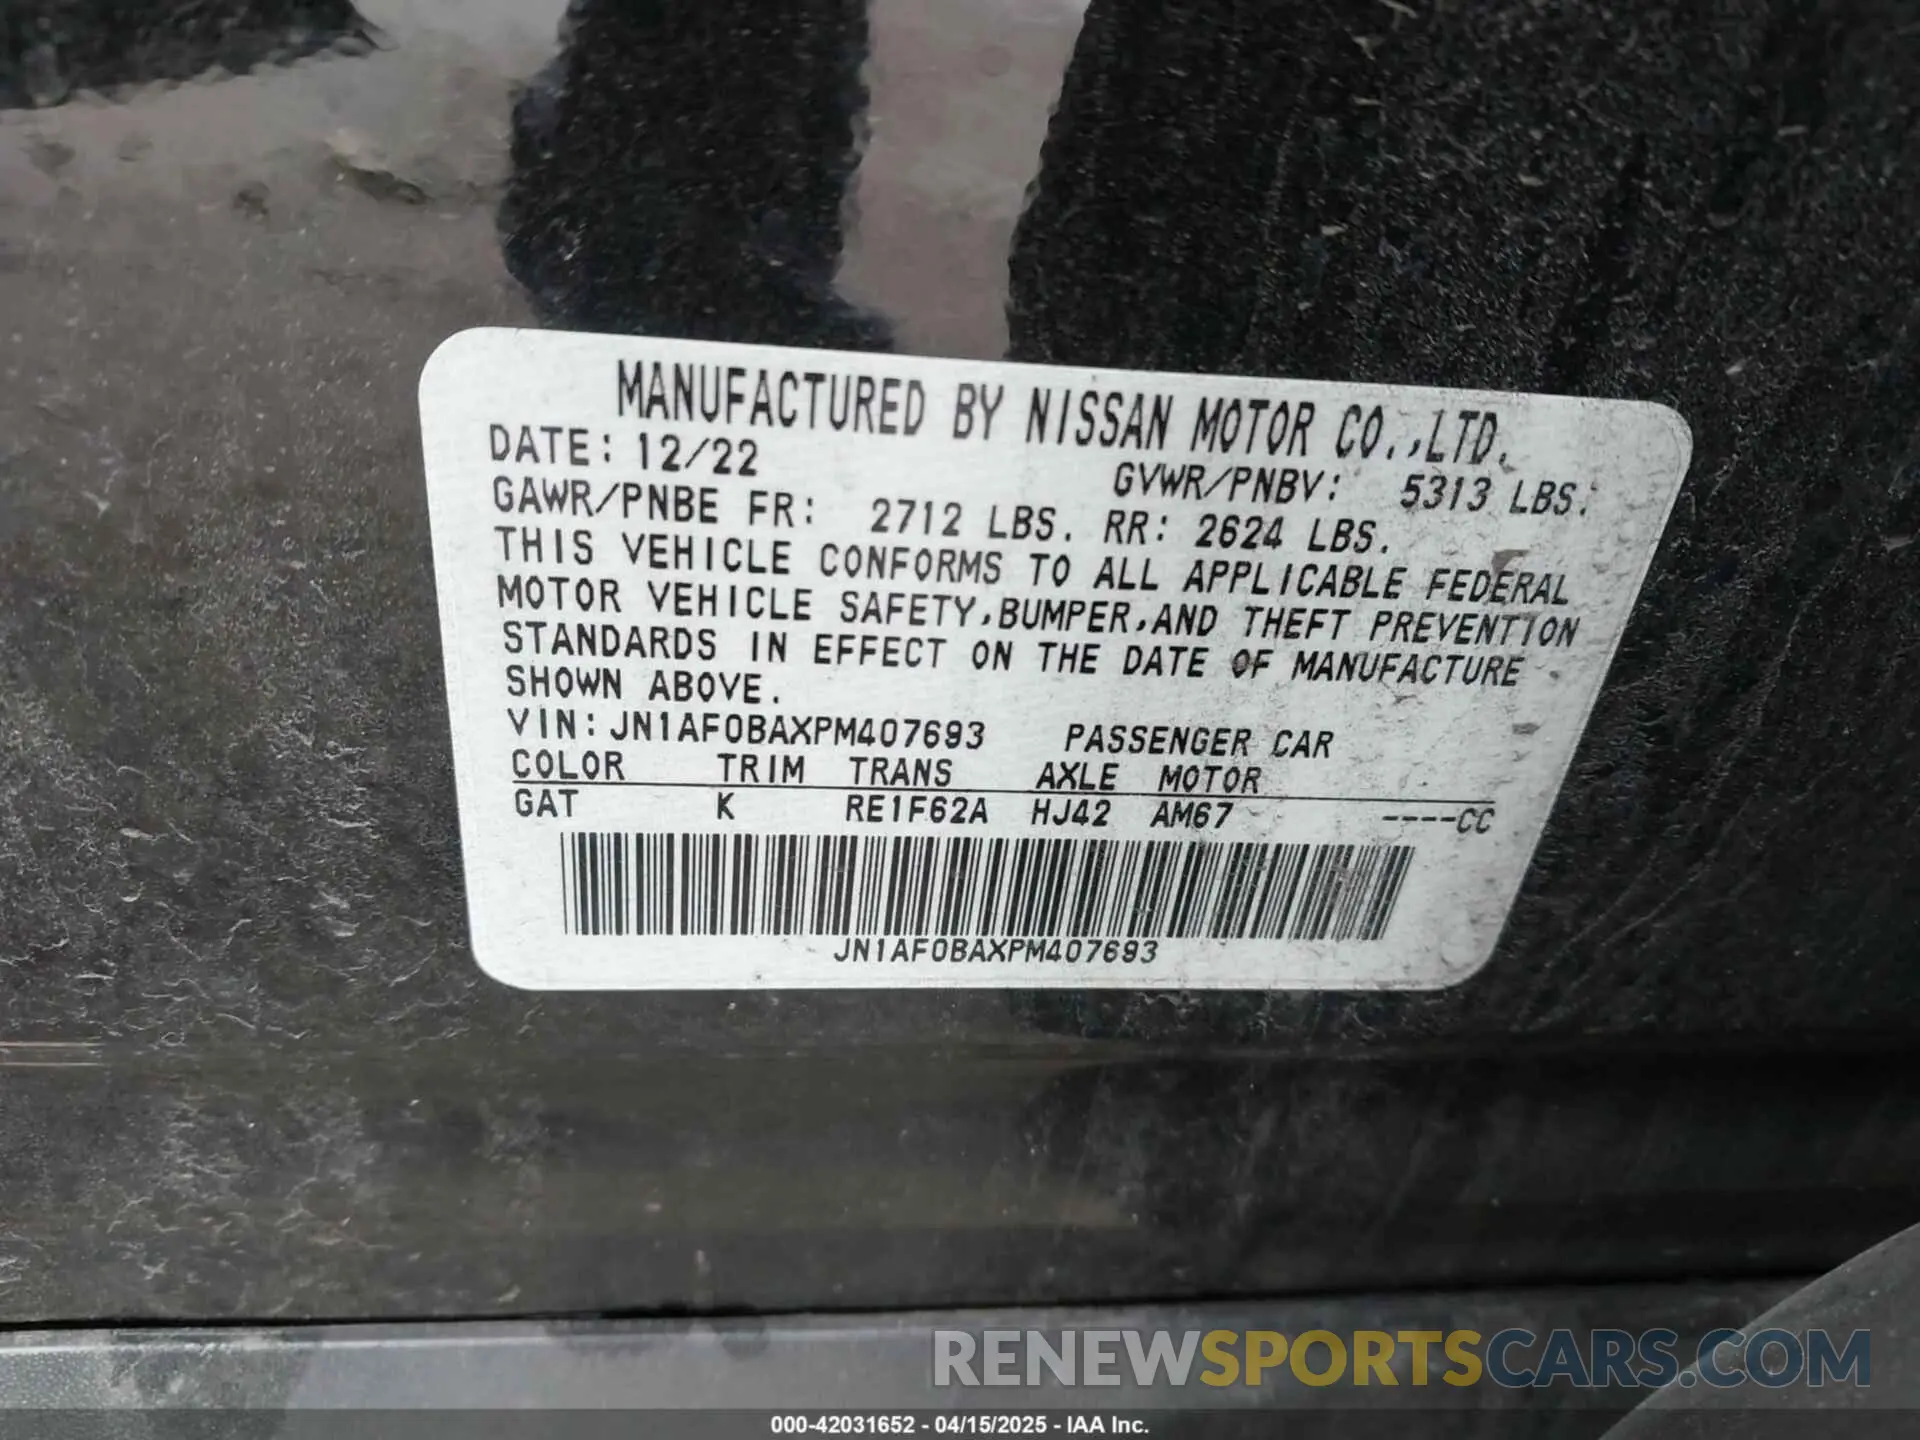 MANUFACTURED BY NISSAN MOTOR CO.,LTD.
DATE: 12/22 GVWR/PNBV: 5313 LBS.
GAWR/PNBE FR: 2712 LBS. RR: 2624 LBS.
THIS VEHICLE CONFORMS TO ALL APPLICABLE FEDERAL
MOTOR VEHICLE SAFETY,BUMPER,AND THEFT PREVENTION
STANDARDS IN EFFECT ON THE DATE OF MANUFACTURE
SHOWN ABOVE.
VIN: JN1AF0BAXPM407693 PASSENGER CAR
COLOR TRIM TRANS AXLE MOTOR
GAT K RE1F62A HJ42 AM67 ----CC
JN1AF0BAXPM407693
RENEWSPORTSCARS.COM
000-42031652 - 04/15/2025 - IAA Inc.